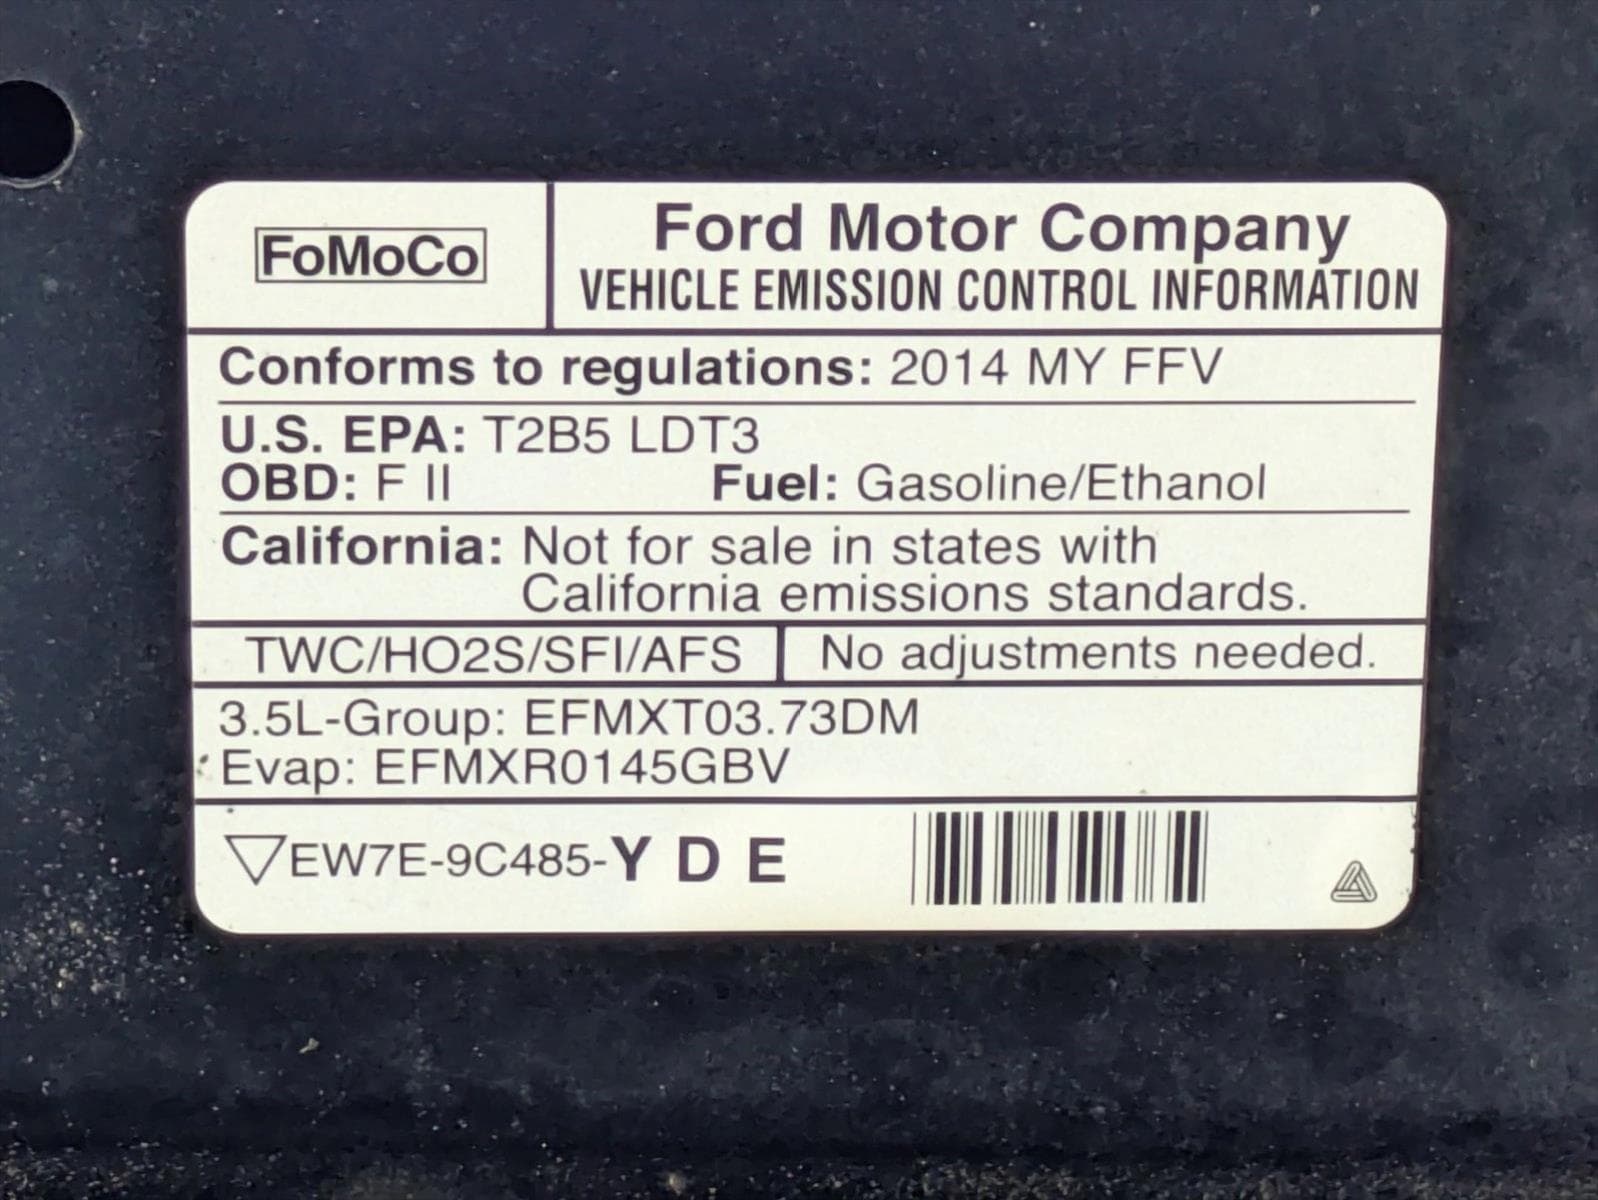 FoMoCo
Ford Motor Company
VEHICLE EMISSION CONTROL INFORMATION
Conforms to regulations: 2014 MY FFV
U.S. EPA: T2B5 LDT3
OBD: F II Fuel: Gasoline/Ethanol
California: Not for sale in states with
California emissions standards.
TWC/HO2S/SFI/AFS No adjustments needed.
3.5L-Group: EFMXT03.73DM
Evap: EFMXR0145GBV
EW7E-9C485-Y D E